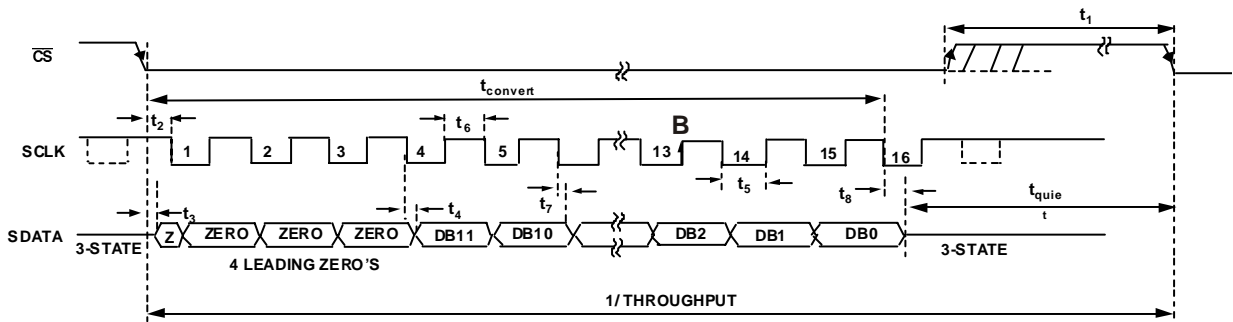 t1
CS
tconvert
t2
t6
B
SCLK
1 2 3 4 5 13 14 15 16
t5
t8
tquie
t
t3
t4
t7
SDATA
Z ZERO ZERO ZERO DB11 DB10 DB2 DB1 DB0
3-STATE
3-STATE
4 LEADING ZERO'S
1/ THROUGHPUT